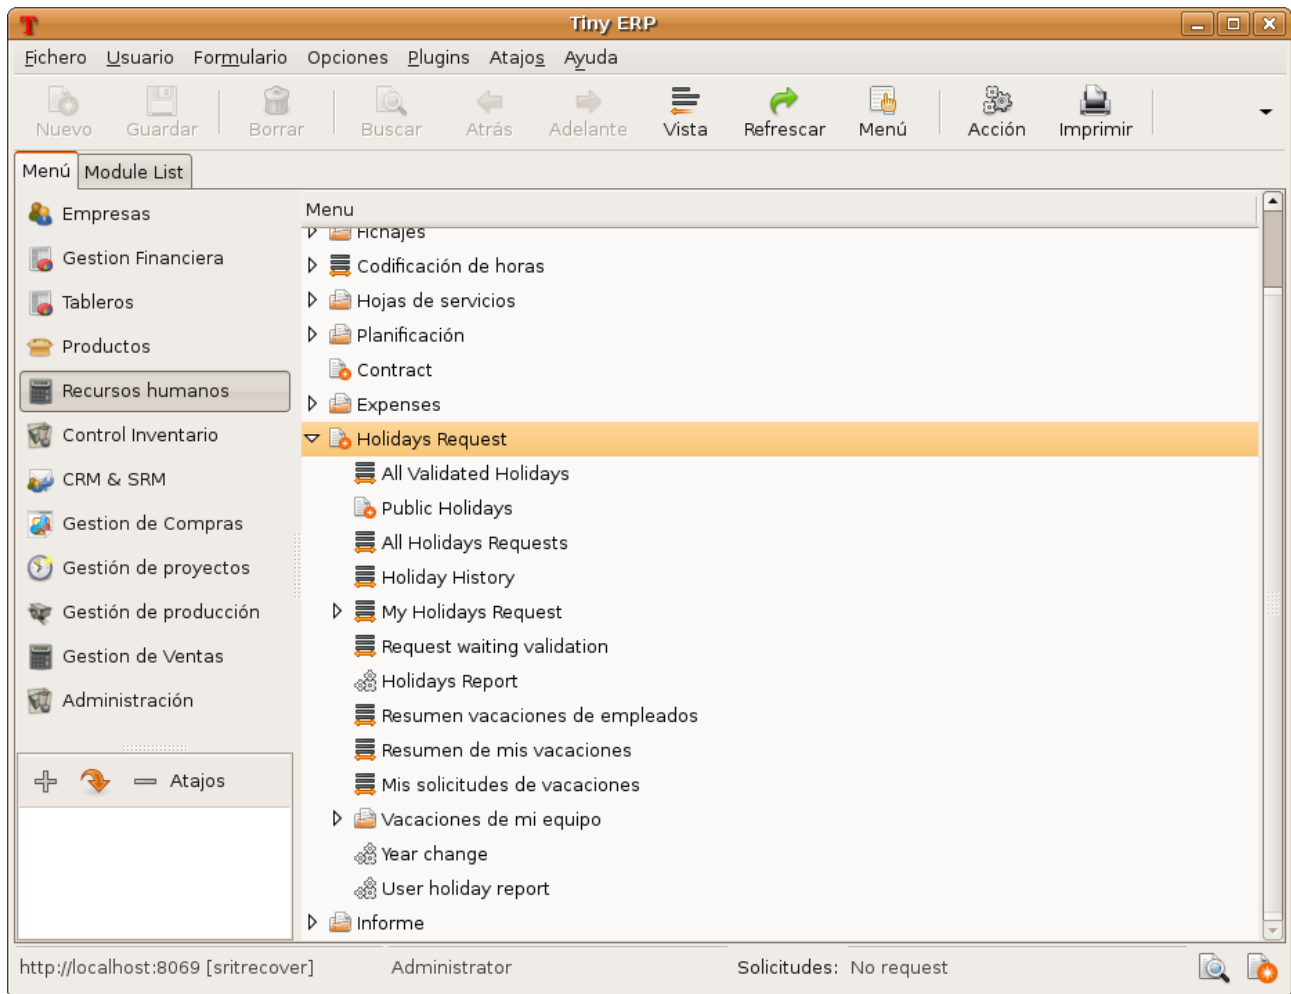 Tiny ERP
Fichero Usuario Formulario Opciones Plugins Atajos Ayuda
Nuevo Guardar Borrar Buscar Atrás Adelante Vista Refrescar Menú Acción Imprimir
Menú Module List
Empresas
Gestion Financiera
Tableros
Productos
Recursos humanos
Control Inventario
CRM & SRM
Gestion de Compras
Gestión de proyectos
Gestión de producción
Gestion de Ventas
Administración
Atajos
Menu
Fichajes
Codificación de horas
Hojas de servicios
Planificación
Contract
Expenses
Holidays Request
All Validated Holidays
Public Holidays
All Holidays Requests
Holiday History
My Holidays Request
Request waiting validation
Holidays Report
Resumen vacaciones de empleados
Resumen de mis vacaciones
Mis solicitudes de vacaciones
Vacaciones de mi equipo
Year change
User holiday report
Informe
http://localhost:8069 [sritrecover] Administrator Solicitudes: No request